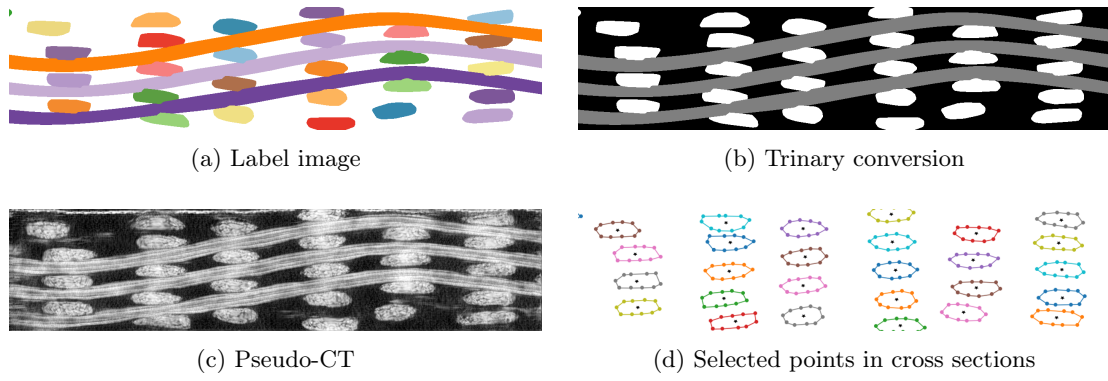 (a) Label image
(b) Trinary conversion
(c) Pseudo-CT
(d) Selected points in cross sections